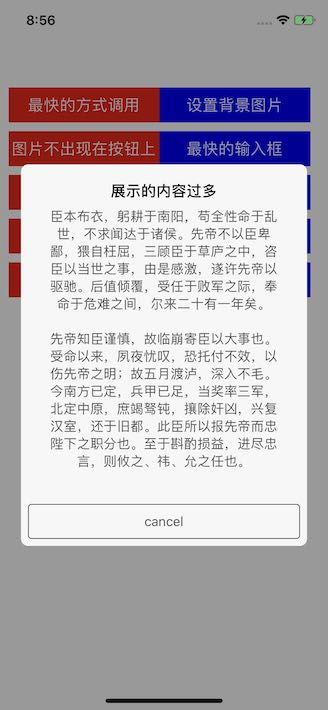 8:56
最快的方式调用
设置背景图片
图片不出现在按钮上
最快的输入框
展示的内容过多
臣本布衣，躬耕于南阳，苟全性命于乱
世，不求闻达于诸侯。先帝不以臣卑
鄙，猥自枉屈，三顾臣于草庐之中，咨
臣以当世之事，由是感激，遂许先帝以
驱驰。后值倾覆，受任于败军之际，奉
命于危难之间，尔来二十有一年矣。
先帝知臣谨慎，故临崩寄臣以大事也。
受命以来，夙夜忧叹，恐托付不效，以
伤先帝之明；故五月渡泸，深入不毛。
今南方已定，兵甲已足，当奖率三军，
北定中原，庶竭驽钝，攘除奸凶，兴复
汉室，还于旧都。此臣所以报先帝而忠
陛下之职分也。至于斟酌损益，进尽忠
言，则攸之、祎、允之任也。
cancel